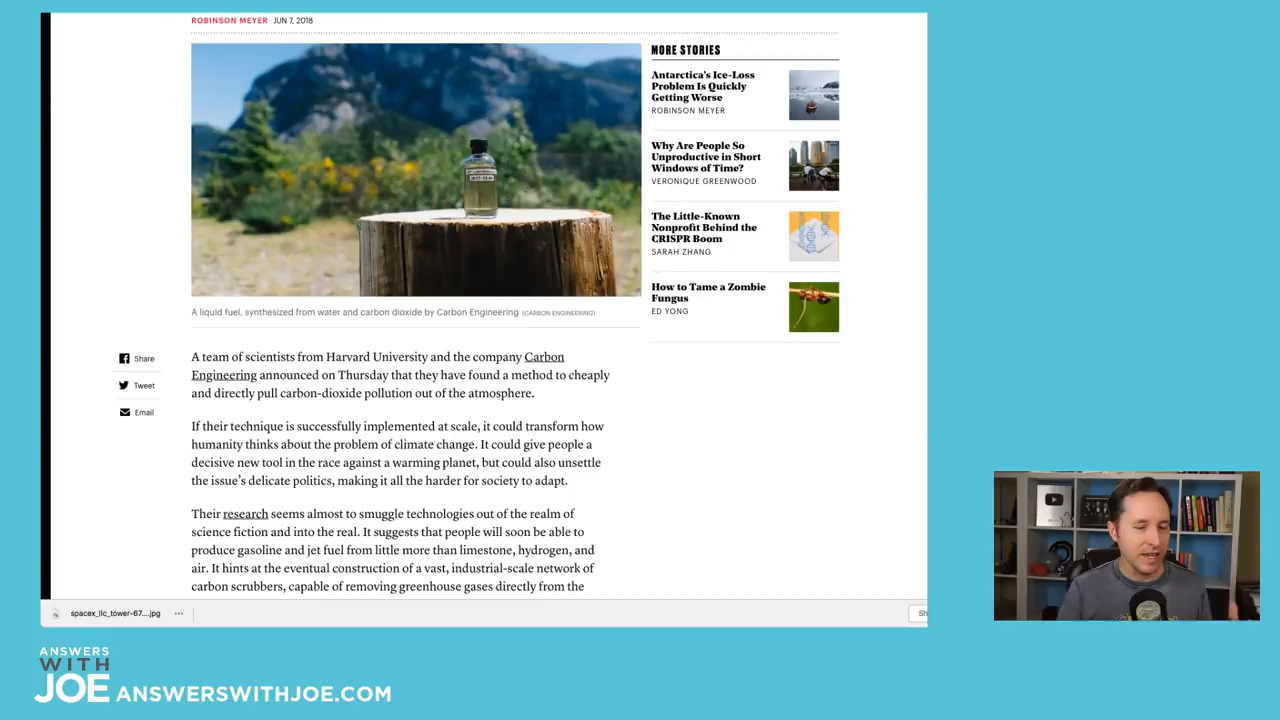 ROBINSON MEYER JUN 7, 2018
A liquid fuel, synthesized from water and carbon dioxide by Carbon Engineering (CARBON ENGINEERING)
Share
Tweet
Email
A team of scientists from Harvard University and the company Carbon
Engineering announced on Thursday that they have found a method to cheaply
and directly pull carbon-dioxide pollution out of the atmosphere.
If their technique is successfully implemented at scale, it could transform how
humanity thinks about the problem of climate change. It could give people a
decisive new tool in the race against a warming planet, but could also unsettle
the issue’s delicate politics, making it all the harder for society to adapt.
Their research seems almost to smuggle technologies out of the realm of
science fiction and into the real. It suggests that people will soon be able to
produce gasoline and jet fuel from little more than limestone, hydrogen, and
air. It hints at the eventual construction of a vast, industrial-scale network of
carbon scrubbers, capable of removing greenhouse gases directly from the
MORE STORIES
Antarctica’s Ice-Loss
Problem Is Quickly
Getting Worse
ROBINSON MEYER
Why Are People So
Unproductive in Short
Windows of Time?
VERONIQUE GREENWOOD
The Little-Known
Nonprofit Behind the
CRISPR Boom
SARAH ZHANG
How to Tame a Zombie
Fungus
ED YONG
spacex_llc_tower-67....jpg
Sh
ANSWERS
WITH
JOE ANSWERSWITHJOE.COM